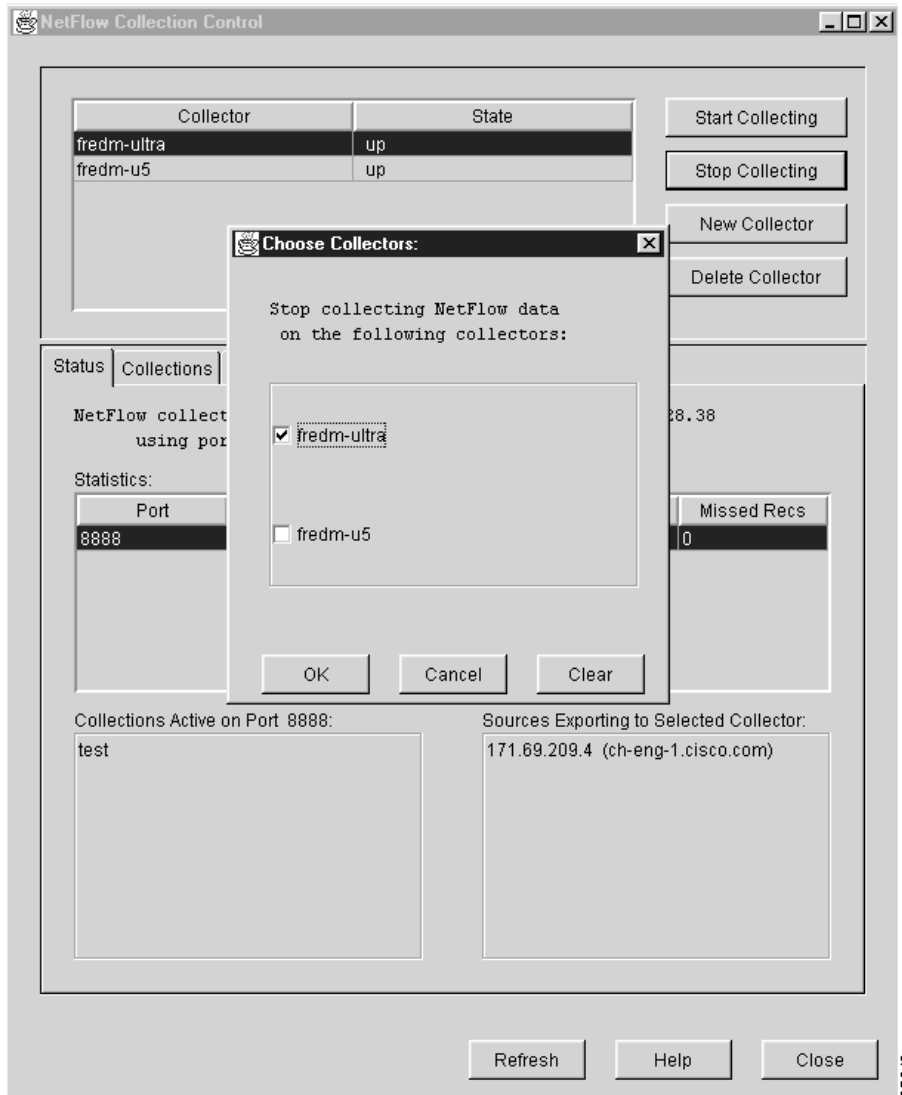 NetFlow Collection Control
Collector State
fredm-ultra up
fredm-u5 up
Start Collecting
Stop Collecting
New Collector
Delete Collector
Choose Collectors:
Stop collecting NetFlow data
on the following collectors:
fredm-ultra
fredm-u5
OK Cancel Clear
Status Collections
NetFlow collect 28.38
using por
Statistics:
Port Missed Recs
8888 0
Collections Active on Port 8888:
test
Sources Exporting to Selected Collector:
171.69.209.4 (ch-eng-1.cisco.com)
Refresh Help Close